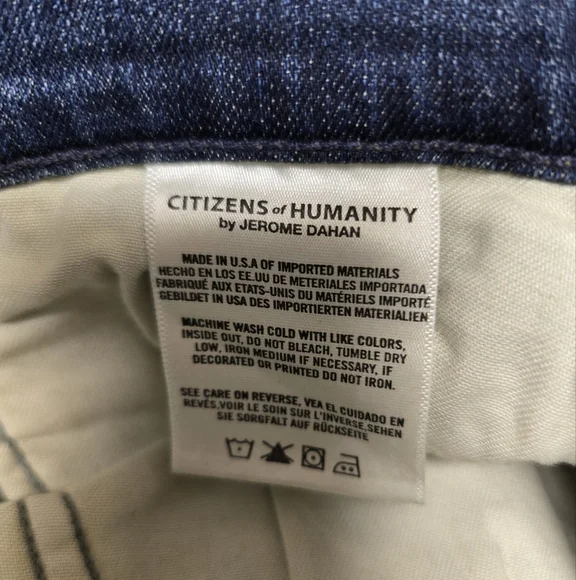 CITIZENS of HUMANITY
by JEROME DAHAN
MADE IN U.S.A OF IMPORTED MATERIALS
HECHO EN LOS EE.UU DE METERIALES IMPORTADA
FABRIQUÉ AUX ETATS-UNIS DU MATÉRIELS IMPORTÉ
GEBILDET IN USA DES IMPORTIERTEN MATERIALIEN
MACHINE WASH COLD WITH LIKE COLORS,
INSIDE OUT, DO NOT BLEACH, TUMBLE DRY
LOW, IRON MEDIUM IF NECESSARY, IF
DECORATED OR PRINTED DO NOT IRON.
SEE CARE ON REVERSE, VEA EL CUIDADO EN
REVÉS,VOIR LE SOIN SUR L'INVERSE,SEHEN
SIE SORGFALT AUF RÜCKSEITE